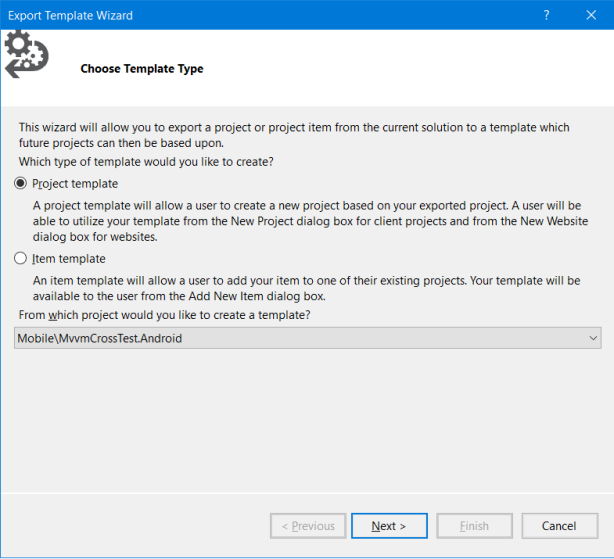 Export Template Wizard
?
Choose Template Type
This wizard will allow you to export a project or project item from the current solution to a template which
future projects can then be based upon.
Which type of template would you like to create?
Project template
A project template will allow a user to create a new project based on your exported project. A user will be
able to utilize your template from the New Project dialog box for client projects and from the New Website
dialog box for websites.
Item template
An item template will allow a user to add your item to one of their existing projects. Your template will be
available to the user from the Add New Item dialog box.
From which project would you like to create a template?
Mobile\MvvmCrossTest.Android
< Previous
Next >
Finish
Cancel